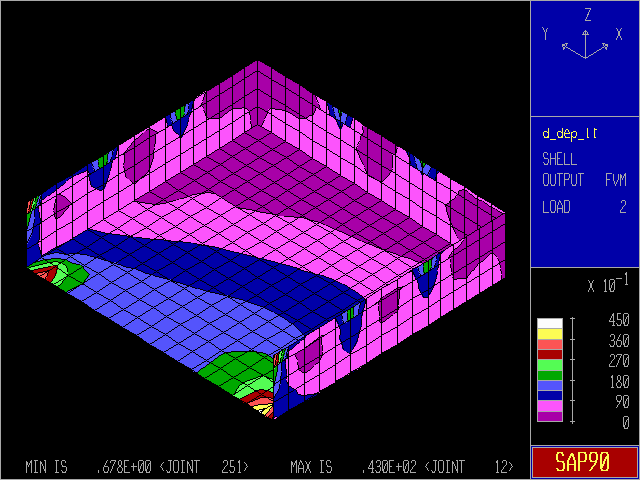 Z
Y X
d_dep_l1
SHELL
OUTPUT FVM
LOAD 2
X 10⁻¹
450
360
270
180
90
0
MIN IS .678E+00 <JOINT 251> MAX IS .430E+02 <JOINT 12>
SAP90